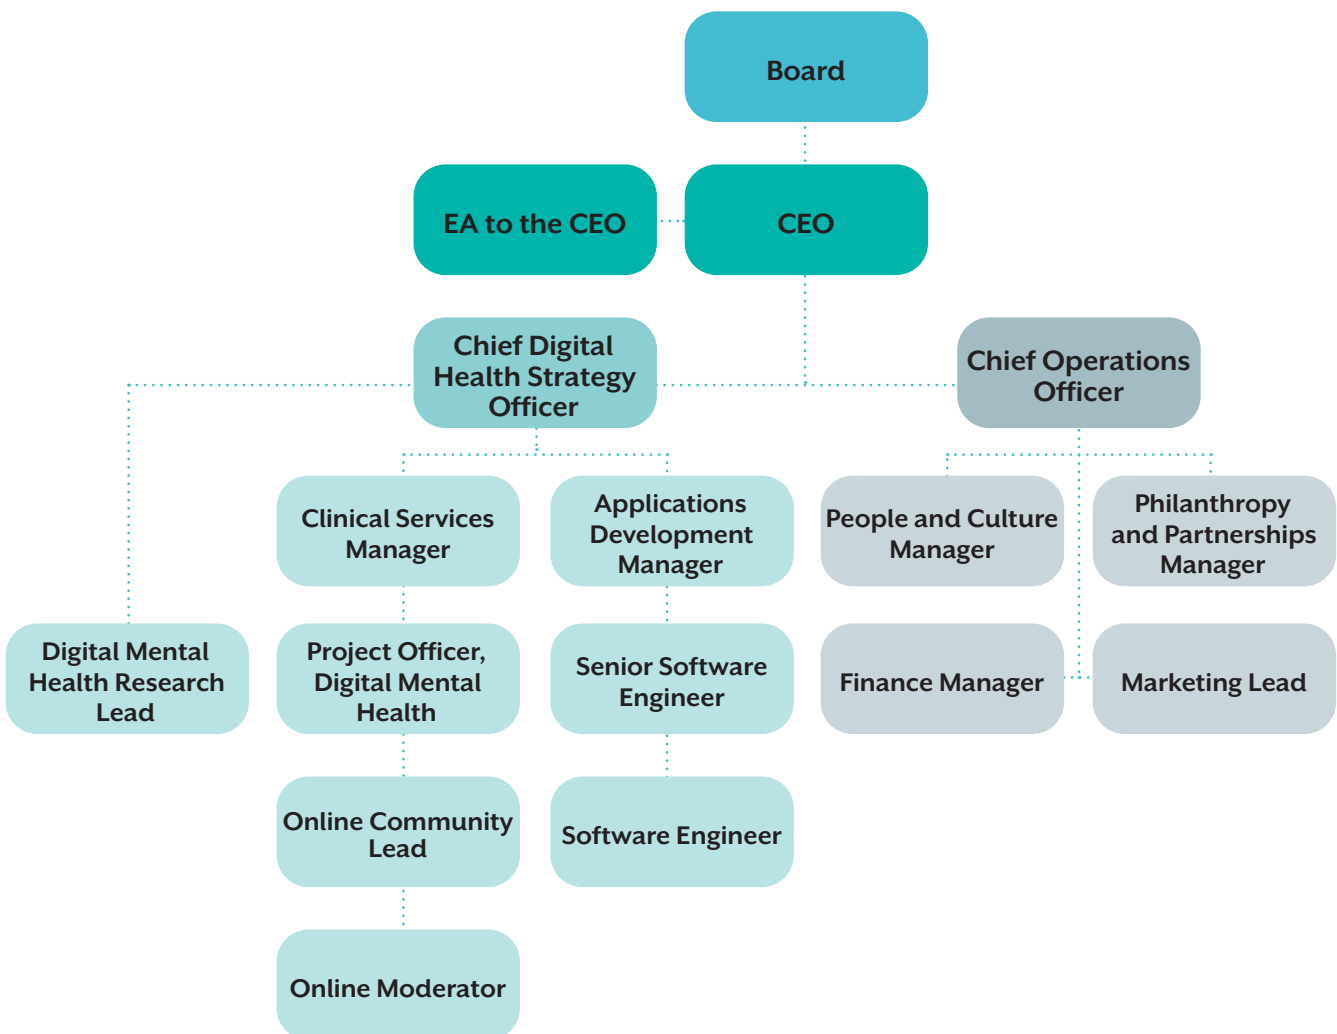 Board
EA to the CEO
CEO
Chief Digital
Health Strategy
Officer
Chief Operations
Officer
Clinical Services
Manager
Applications
Development
Manager
People and Culture
Manager
Philanthropy
and Partnerships
Manager
Digital Mental
Health Research
Lead
Project Officer,
Digital Mental
Health
Senior Software
Engineer
Finance Manager
Marketing Lead
Online Community
Lead
Software Engineer
Online Moderator